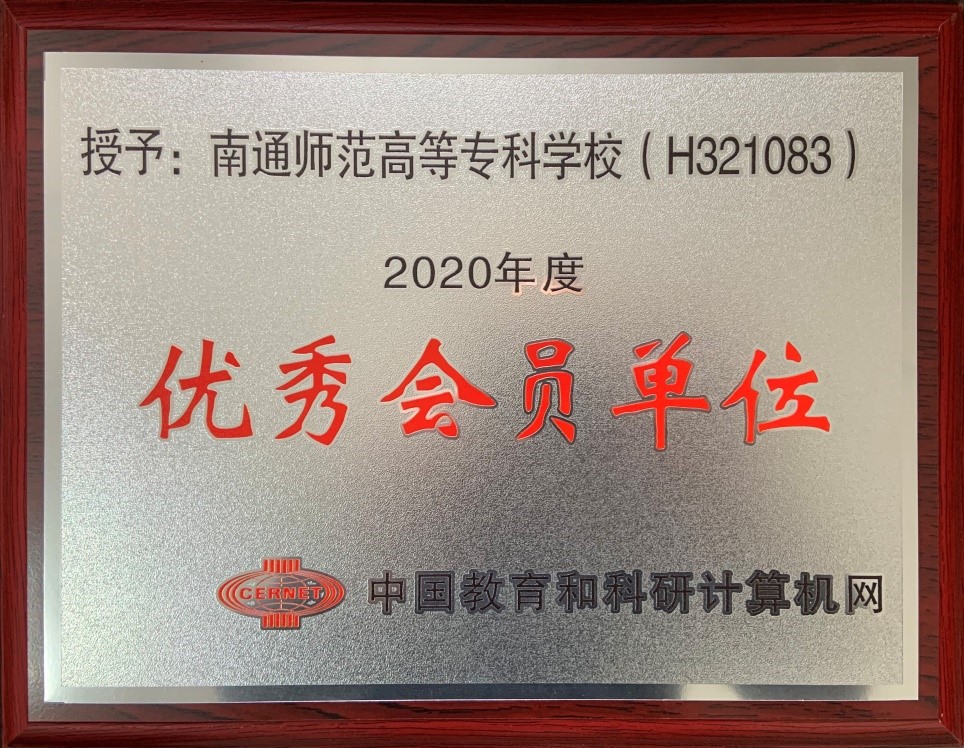 授予：南通师范高等专科学校（H321083）
2020年度
优秀会员单位
CERNET 中国教育和科研计算机网